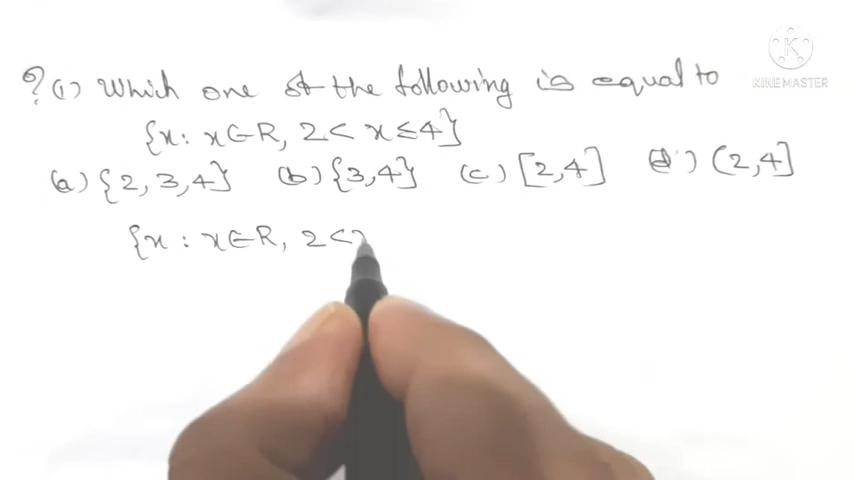 KINEMASTER
?(1) Which one of the following is equal to
{x: x∈R, 2 < x ≤ 4}
(a) {2, 3, 4} (b) {3, 4} (c) [2, 4] (d) (2, 4]
{x : x∈R, 2 < x